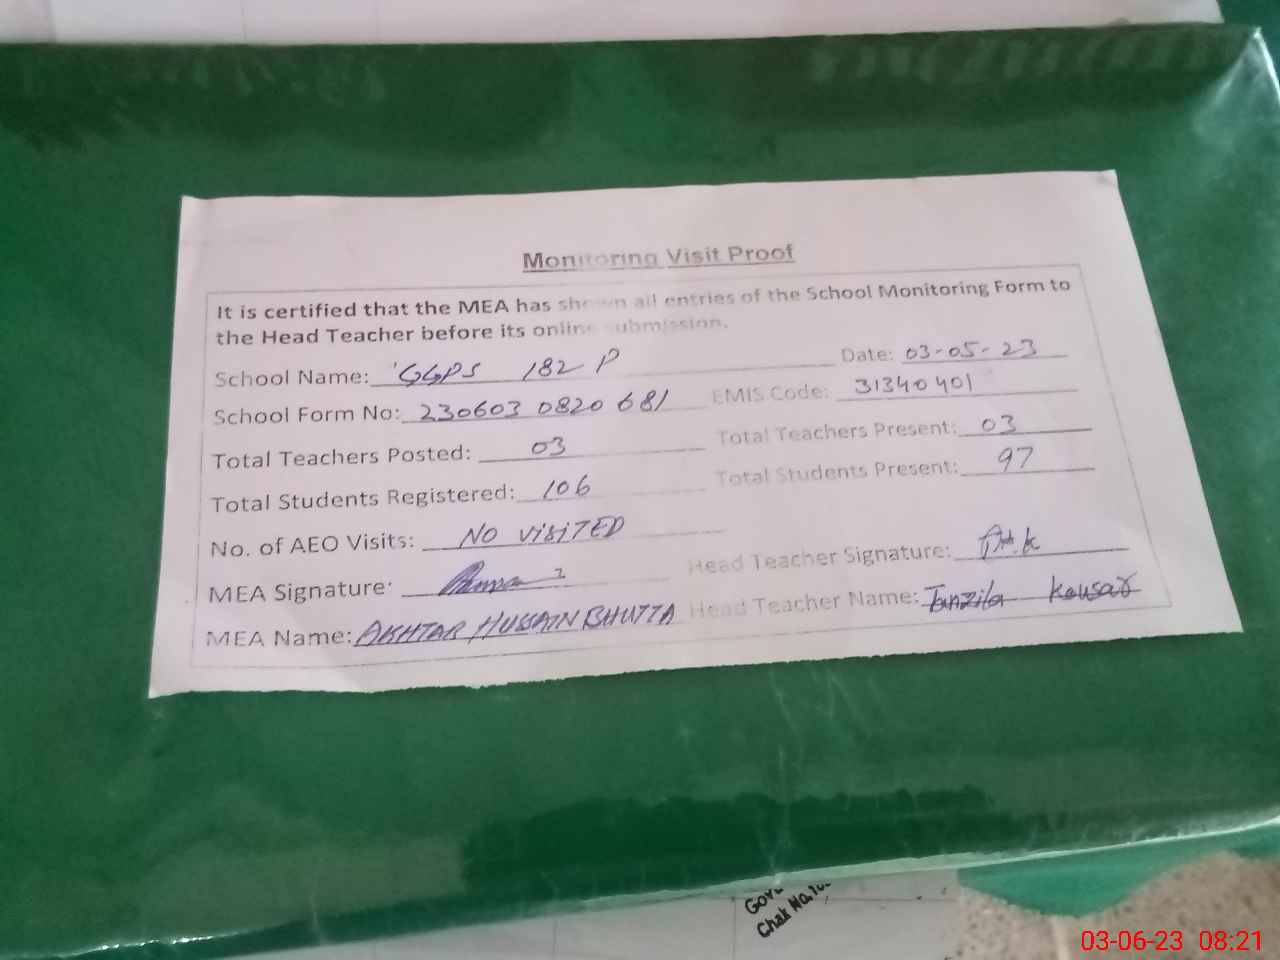 Monitoring Visit Proof
It is certified that the MEA has shown all entries of the School Monitoring Form to
the Head Teacher before its online submission.
School Name: GGPS 182 P Date: 03-05-23
School Form No: 230603 0820 681 EMIS Code: 31340401
Total Teachers Posted: 03 Total Teachers Present: 03
Total Students Registered: 106 Total Students Present: 97
No. of AEO Visits: NO VISITED
MEA Signature: Head Teacher Signature:
MEA Name: AKHTAR HUSSAIN BHUTTA Head Teacher Name: Tanzila Kousar
Chak No.
03-06-23 08:21